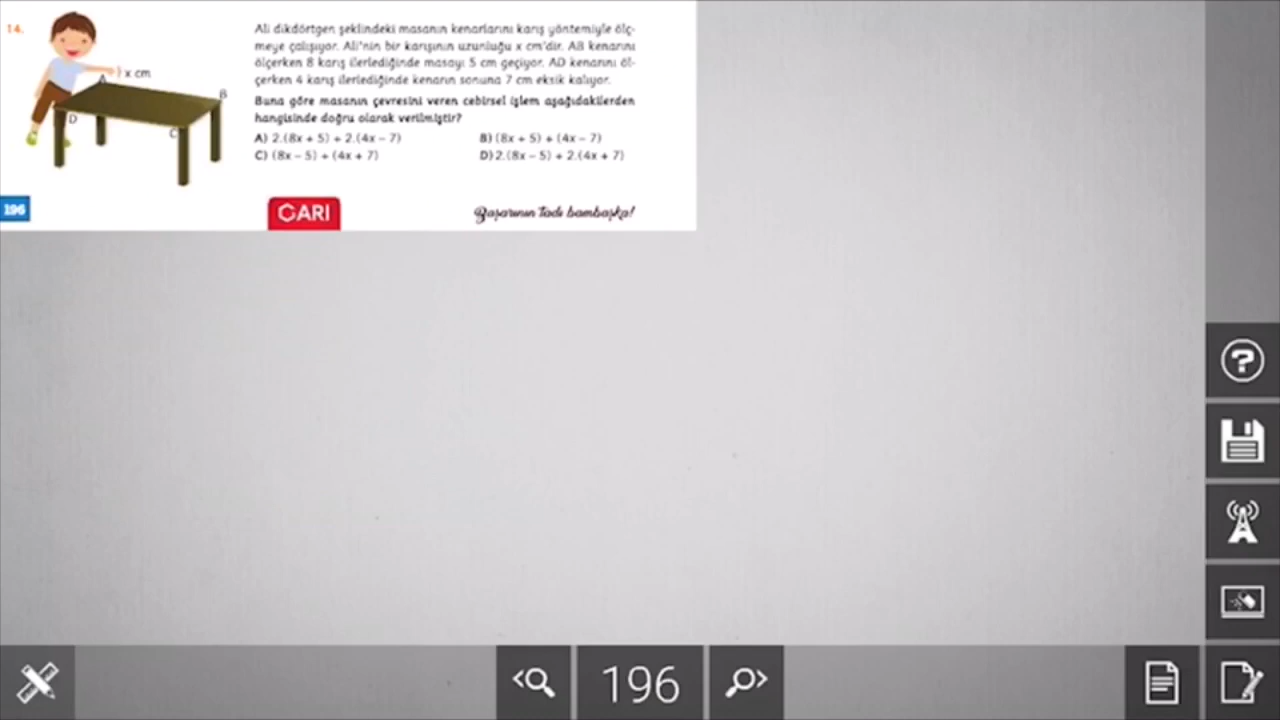 14.
x cm
A
B
D
C
Ali dikdörtgen şeklindeki masanın kenarlarını karış yöntemiyle ölç-
meye çalışıyor. Ali'nin bir karışının uzunluğu x cm'dir. AB kenarını
ölçerken 8 karış ilerlediğinde masayı 5 cm geçiyor. AD kenarını öl-
çerken 4 karış ilerlediğinde kenarın sonuna 7 cm eksik kalıyor.
Buna göre masanın çevresini veren cebirsel işlem aşağıdakilerden
hangisinde doğru olarak verilmiştir?
A) 2.(8x + 5) + 2.(4x – 7) B) (8x + 5) + (4x – 7)
C) (8x – 5) + (4x + 7) D) 2.(8x – 5) + 2.(4x + 7)
196
ÇARI
Başarının tadı bambaşka!
196